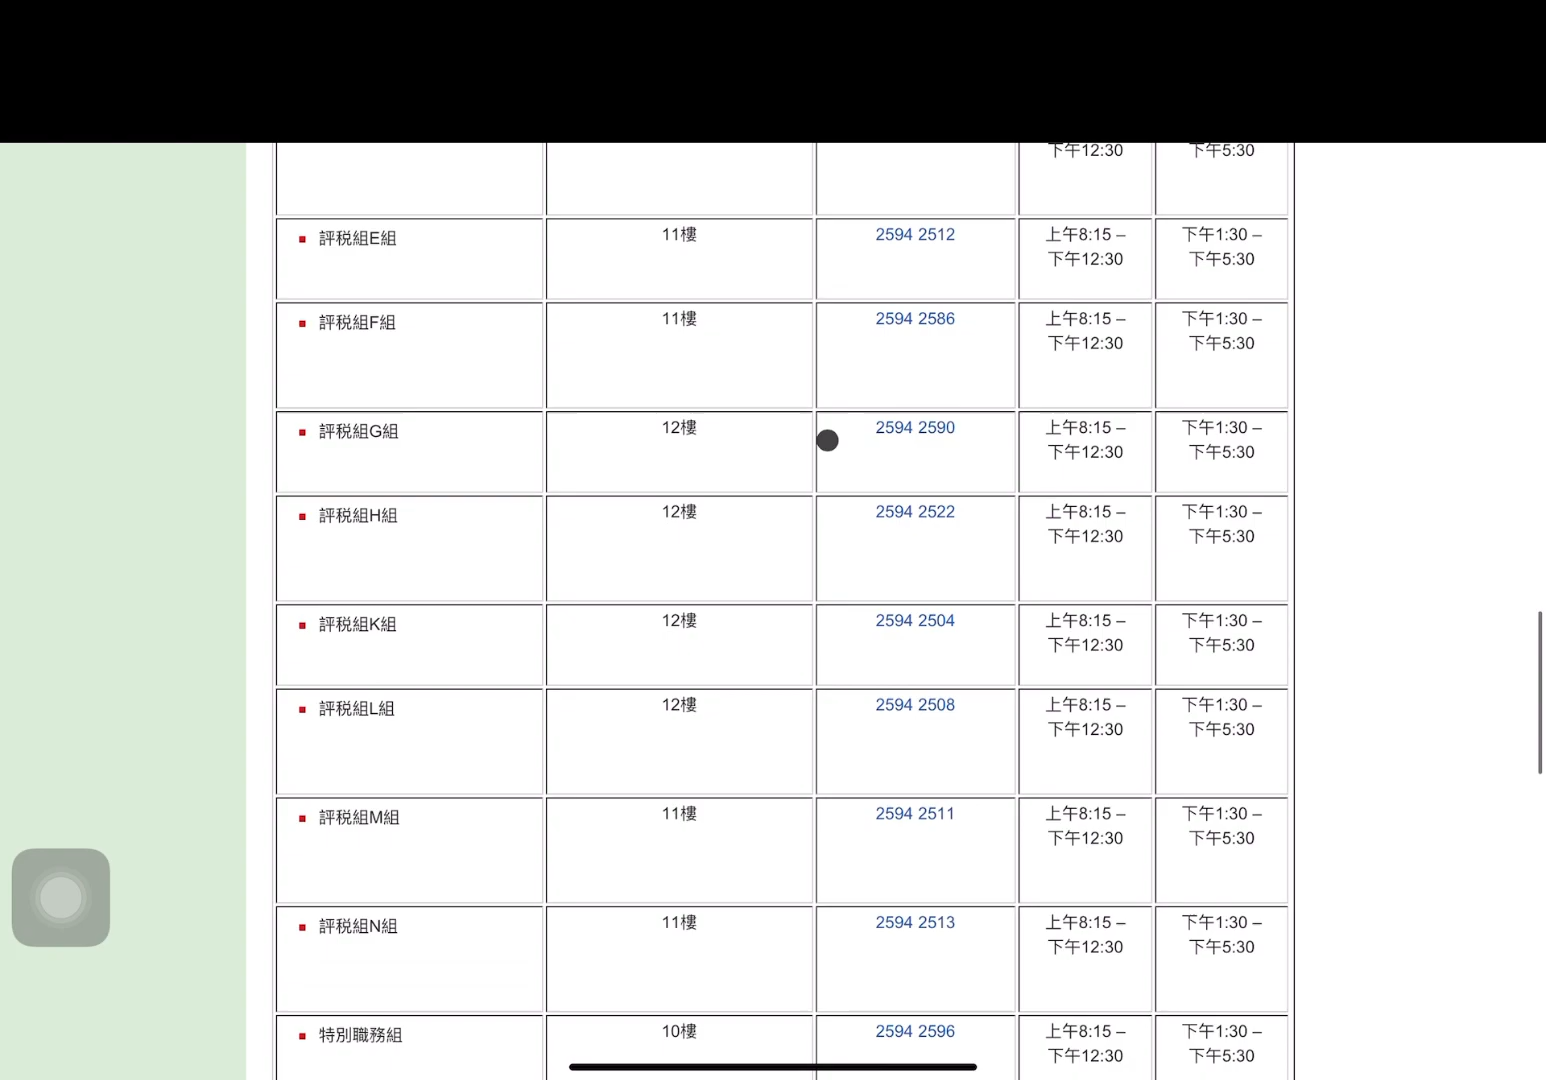 下午12:30 下午5:30
評税組E組 11樓 2594 2512 上午8:15 – 下午1:30 –
下午12:30 下午5:30
評税組F組 11樓 2594 2586 上午8:15 – 下午1:30 –
下午12:30 下午5:30
評税組G組 12樓 2594 2590 上午8:15 – 下午1:30 –
下午12:30 下午5:30
評税組H組 12樓 2594 2522 上午8:15 – 下午1:30 –
下午12:30 下午5:30
評税組K組 12樓 2594 2504 上午8:15 – 下午1:30 –
下午12:30 下午5:30
評税組L組 12樓 2594 2508 上午8:15 – 下午1:30 –
下午12:30 下午5:30
評税組M組 11樓 2594 2511 上午8:15 – 下午1:30 –
下午12:30 下午5:30
評税組N組 11樓 2594 2513 上午8:15 – 下午1:30 –
下午12:30 下午5:30
特別職務組 10樓 2594 2596 上午8:15 – 下午1:30 –
下午12:30 下午5:30